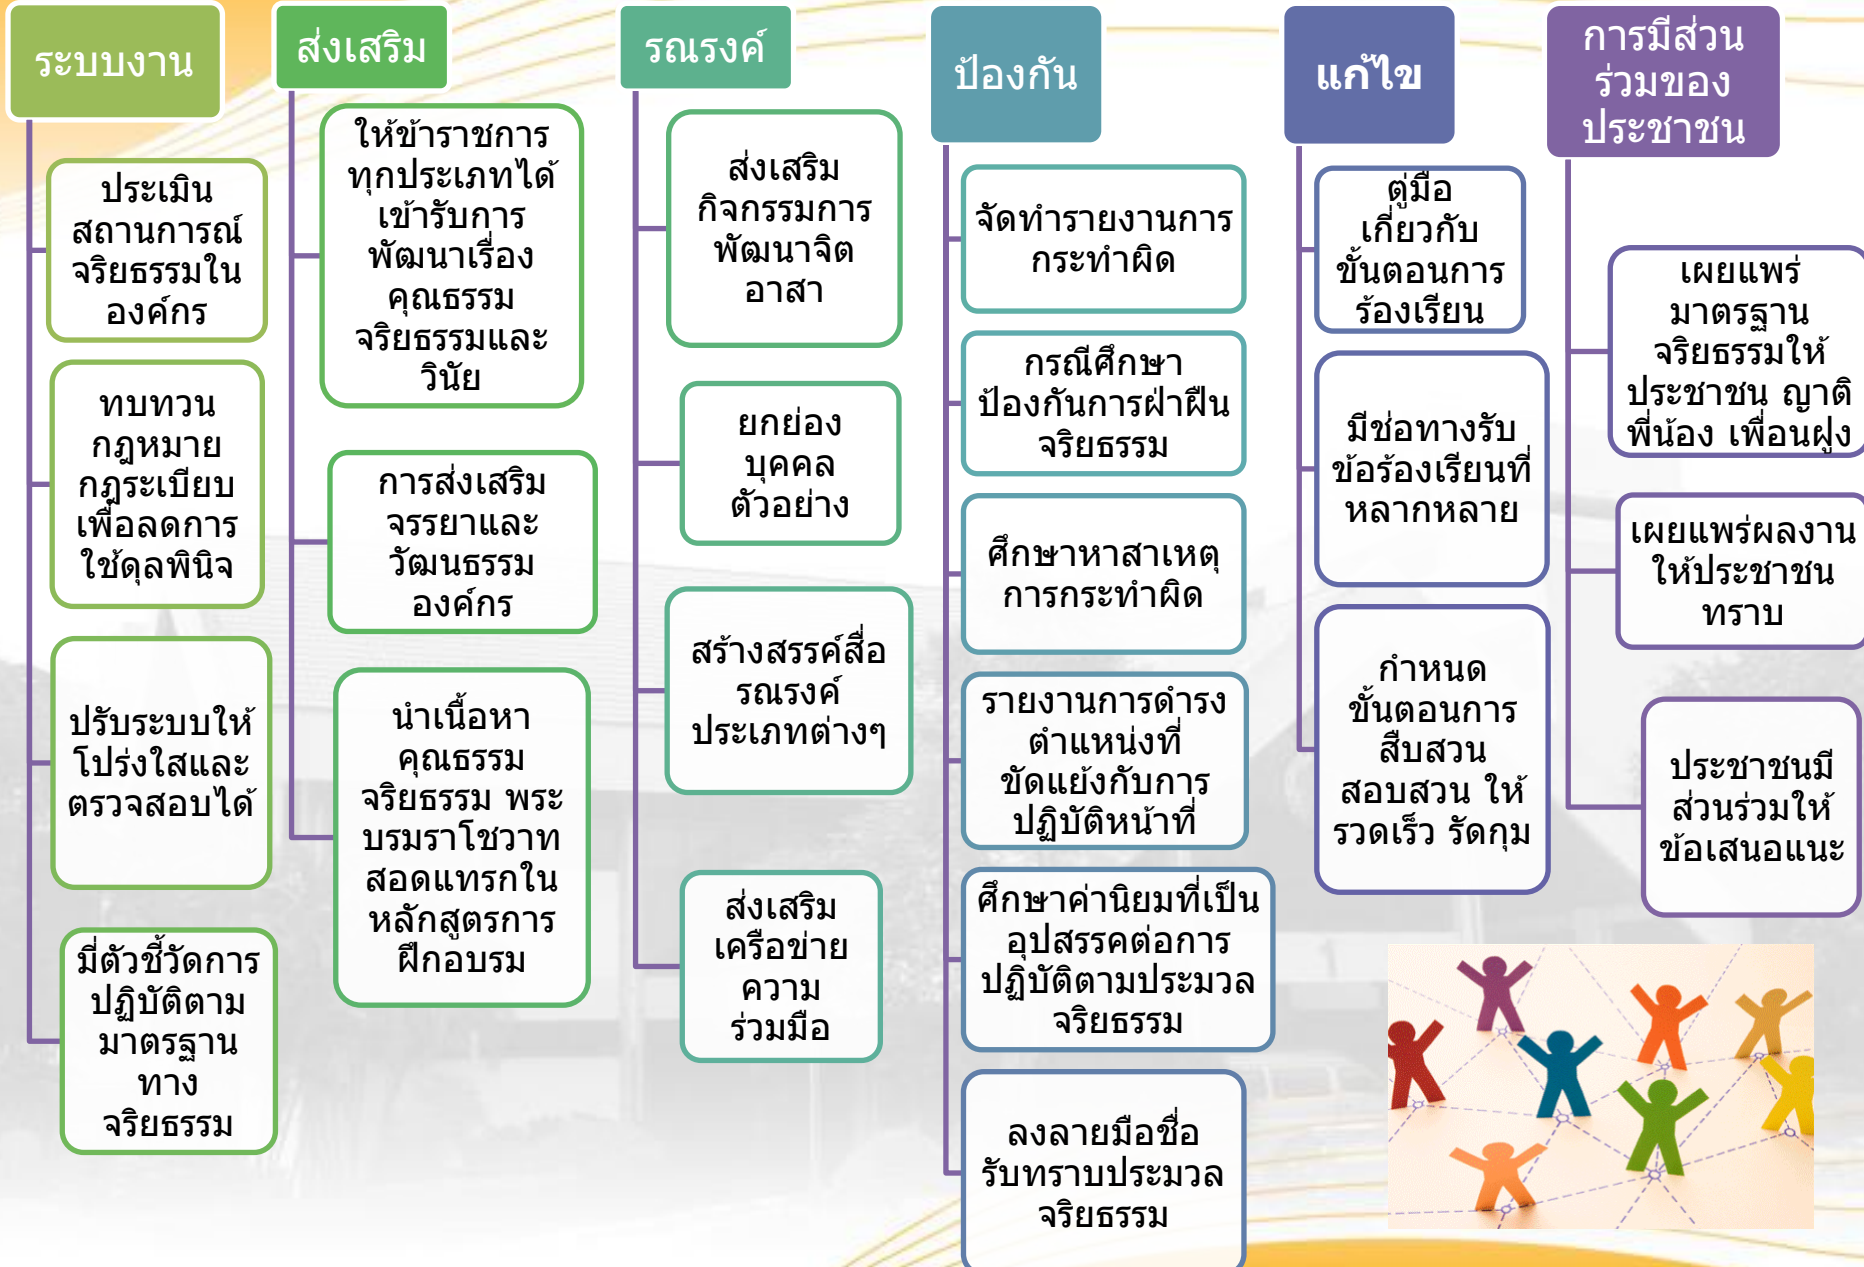 ระบบงาน
ประเมิน
สถานการณ์
จริยธรรมใน
องค์กร
ทบทวน
กฎหมาย
กฎระเบียบ
เพื่อลดการ
ใช้ดุลพินิจ
ปรับระบบให้
โปร่งใสและ
ตรวจสอบได้
มี่ตัวชี้วัดการ
ปฏิบัติตาม
มาตรฐาน
ทาง
จริยธรรม
ส่งเสริม
ให้ข้าราชการ
ทุกประเภทได้
เข้ารับการ
พัฒนาเรื่อง
คุณธรรม
จริยธรรมและ
วินัย
การส่งเสริม
จรรยาและ
วัฒนธรรม
องค์กร
นำเนื้อหา
คุณธรรม
จริยธรรม พระ
บรมราโชวาท
สอดแทรกใน
หลักสูตรการ
ฝึกอบรม
รณรงค์
ส่งเสริม
กิจกรรมการ
พัฒนาจิต
อาสา
ยกย่อง
บุคคล
ตัวอย่าง
สร้างสรรค์สื่อ
รณรงค์
ประเภทต่างๆ
ส่งเสริม
เครือข่าย
ความ
ร่วมมือ
ป้องกัน
จัดทำรายงานการ
กระทำผิด
กรณีศึกษา
ป้องกันการฝ่าฝืน
จริยธรรม
ศึกษาหาสาเหตุ
การกระทำผิด
รายงานการดำรง
ตำแหน่งที่
ขัดแย้งกับการ
ปฏิบัติหน้าที่
ศึกษาค่านิยมที่เป็น
อุปสรรคต่อการ
ปฏิบัติตามประมวล
จริยธรรม
ลงลายมือชื่อ
รับทราบประมวล
จริยธรรม
แก้ไข
ตู่มือ
เกี่ยวกับ
ขั้นตอนการ
ร้องเรียน
มีช่อทางรับ
ข้อร้องเรียนที่
หลากหลาย
กำหนด
ขั้นตอนการ
สืบสวน
สอบสวน ให้
รวดเร็ว รัดกุม
การมีส่วน
ร่วมของ
ประชาชน
เผยแพร่
มาตรฐาน
จริยธรรมให้
ประชาชน ญาติ
พี่น้อง เพื่อนฝูง
เผยแพร่ผลงาน
ให้ประชาชน
ทราบ
ประชาชนมี
ส่วนร่วมให้
ข้อเสนอแนะ